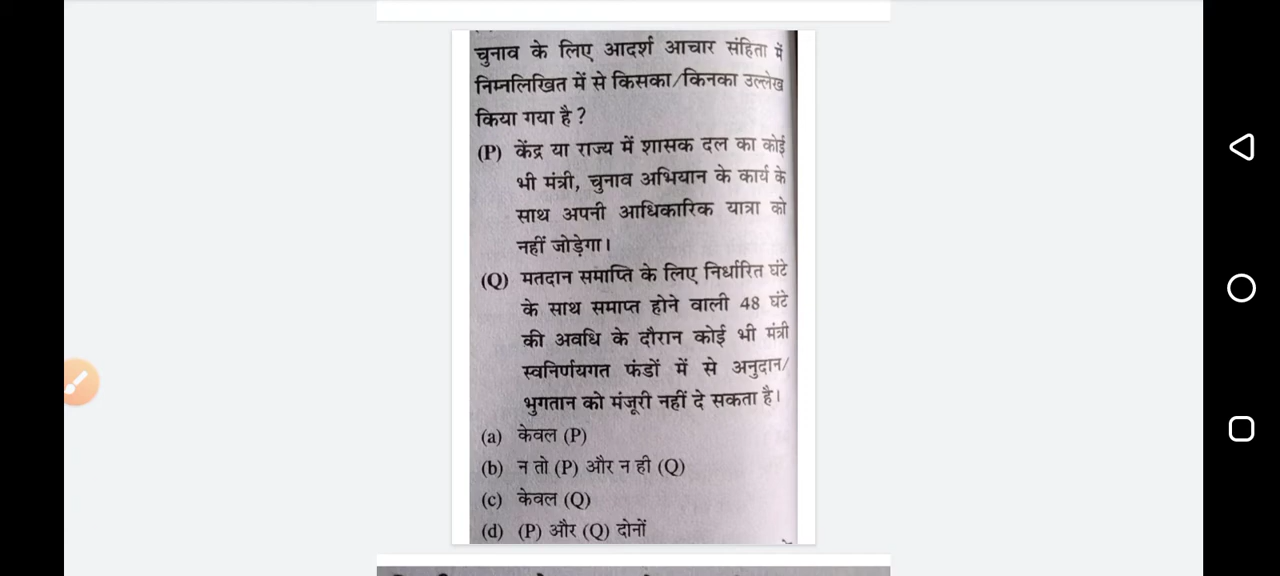 चुनाव के लिए आदर्श आचार संहिता में
निम्नलिखित में से किसका/किनका उल्लेख
किया गया है ?
(P) केंद्र या राज्य में शासक दल का कोई
भी मंत्री, चुनाव अभियान के कार्य के
साथ अपनी आधिकारिक यात्रा को
नहीं जोड़ेगा।
(Q) मतदान समाप्ति के लिए निर्धारित घंटे
के साथ समाप्त होने वाली 48 घंटे
की अवधि के दौरान कोई भी मंत्री
स्वनिर्णयगत फंडों में से अनुदान/
भुगतान को मंजूरी नहीं दे सकता है।
(a) केवल (P)
(b) न तो (P) और न ही (Q)
(c) केवल (Q)
(d) (P) और (Q) दोनों